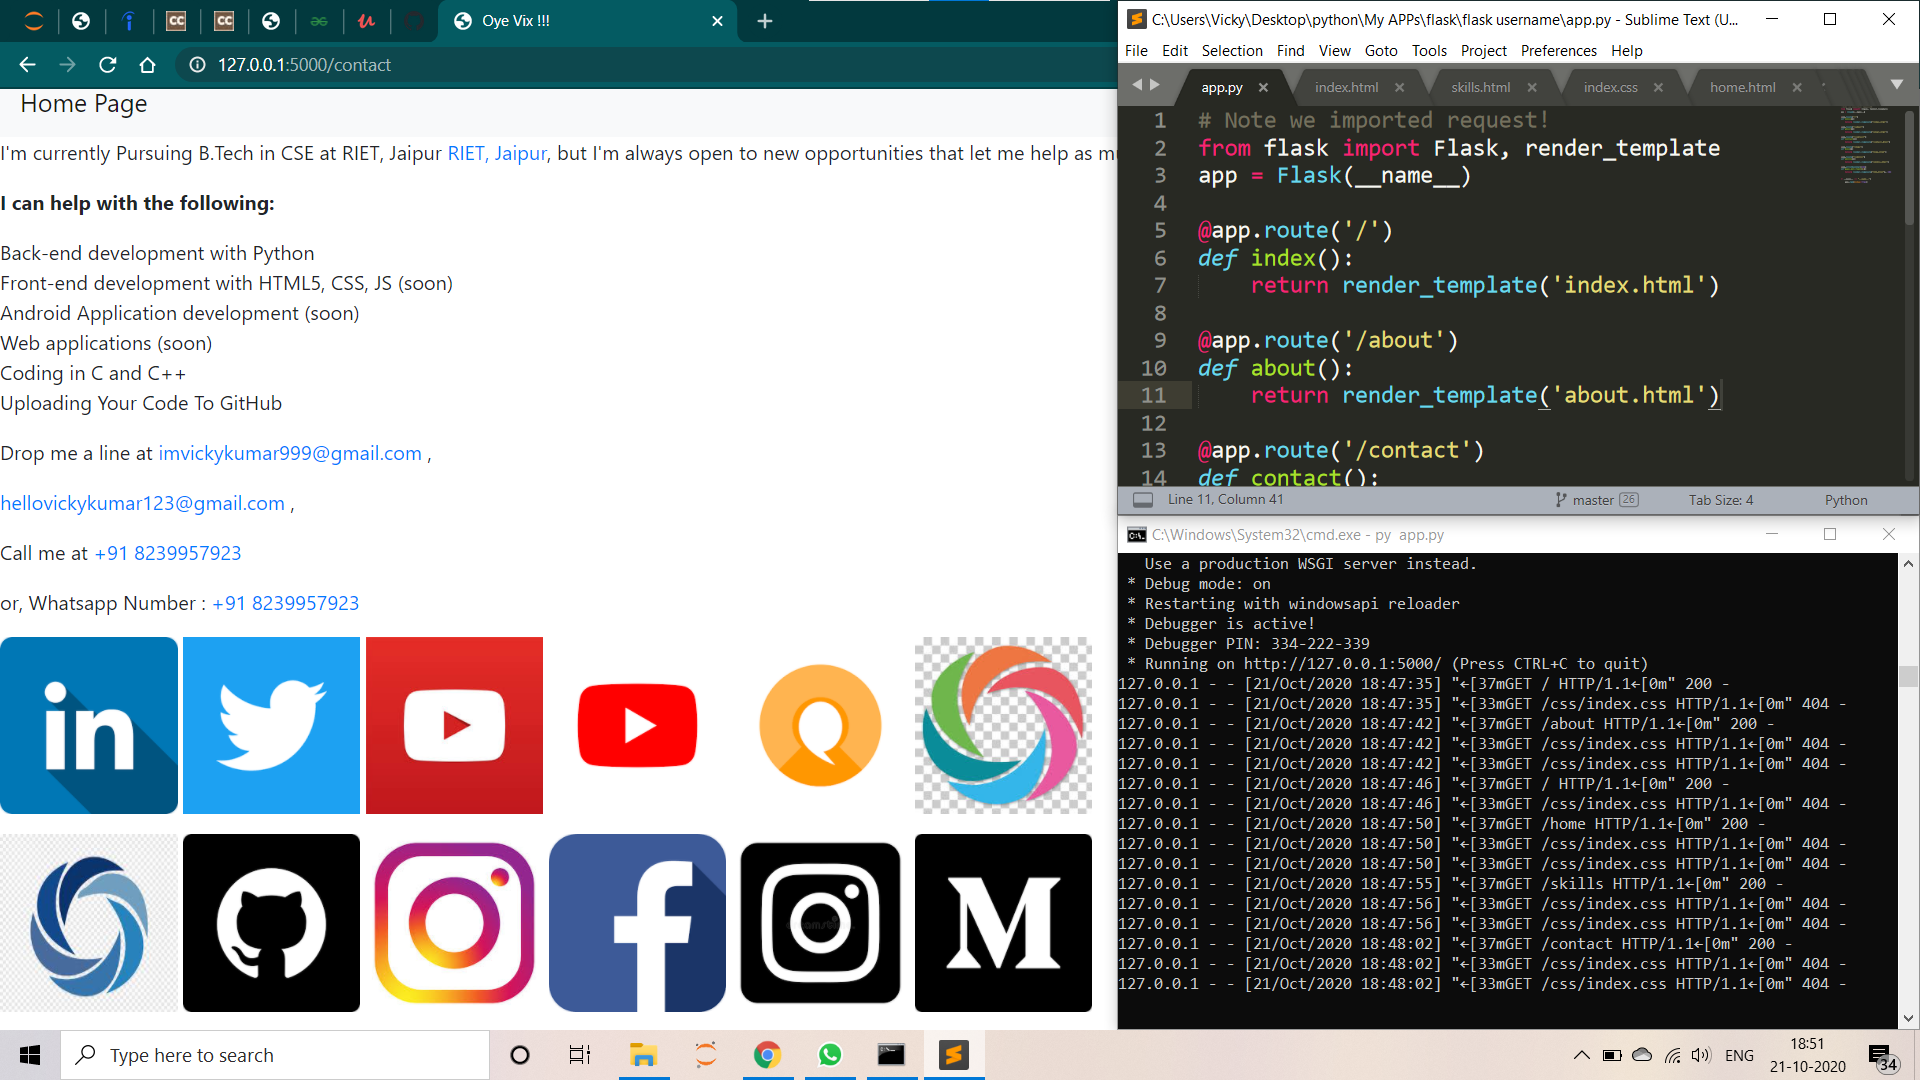 Oye Vix !!!
127.0.0.1:5000/contact
Home Page
I'm currently Pursuing B.Tech in CSE at RIET, Jaipur RIET, Jaipur, but I'm always open to new opportunities that let me help as
I can help with the following:
Back-end development with Python
Front-end development with HTML5, CSS, JS (soon)
Android Application development (soon)
Web applications (soon)
Coding in C and C++
Uploading Your Code To GitHub
Drop me a line at imvickykumar999@gmail.com ,
hellovickykumar123@gmail.com ,
Call me at +91 8239957923
or, Whatsapp Number : +91 8239957923
in
M
C:\Users\Vicky\Desktop\python\My APPs\flask\flask username\app.py - Sublime Text (U...
File Edit Selection Find View Goto Tools Project Preferences Help
app.py index.html skills.html index.css home.html
1 # Note we imported request!
2 from flask import Flask, render_template
3 app = Flask(__name__)
4
5 @app.route('/')
6 def index():
7 return render_template('index.html')
8
9 @app.route('/about')
10 def about():
11 return render_template('about.html')
12
13 @app.route('/contact')
14 def contact():
Line 11, Column 41 master 26 Tab Size: 4 Python
C:\Windows\System32\cmd.exe - py app.py
Use a production WSGI server instead.
* Debug mode: on
* Restarting with windowsapi reloader
* Debugger is active!
* Debugger PIN: 334-222-339
* Running on http://127.0.0.1:5000/ (Press CTRL+C to quit)
127.0.0.1 - - [21/Oct/2020 18:47:35] "←[37mGET / HTTP/1.1←[0m" 200 -
127.0.0.1 - - [21/Oct/2020 18:47:35] "←[33mGET /css/index.css HTTP/1.1←[0m" 404 -
127.0.0.1 - - [21/Oct/2020 18:47:42] "←[37mGET /about HTTP/1.1←[0m" 200 -
127.0.0.1 - - [21/Oct/2020 18:47:42] "←[33mGET /css/index.css HTTP/1.1←[0m" 404 -
127.0.0.1 - - [21/Oct/2020 18:47:42] "←[33mGET /css/index.css HTTP/1.1←[0m" 404 -
127.0.0.1 - - [21/Oct/2020 18:47:46] "←[37mGET / HTTP/1.1←[0m" 200 -
127.0.0.1 - - [21/Oct/2020 18:47:46] "←[33mGET /css/index.css HTTP/1.1←[0m" 404 -
127.0.0.1 - - [21/Oct/2020 18:47:50] "←[37mGET /home HTTP/1.1←[0m" 200 -
127.0.0.1 - - [21/Oct/2020 18:47:50] "←[33mGET /css/index.css HTTP/1.1←[0m" 404 -
127.0.0.1 - - [21/Oct/2020 18:47:50] "←[33mGET /css/index.css HTTP/1.1←[0m" 404 -
127.0.0.1 - - [21/Oct/2020 18:47:55] "←[37mGET /skills HTTP/1.1←[0m" 200 -
127.0.0.1 - - [21/Oct/2020 18:47:56] "←[33mGET /css/index.css HTTP/1.1←[0m" 404 -
127.0.0.1 - - [21/Oct/2020 18:47:56] "←[33mGET /css/index.css HTTP/1.1←[0m" 404 -
127.0.0.1 - - [21/Oct/2020 18:48:02] "←[37mGET /contact HTTP/1.1←[0m" 200 -
127.0.0.1 - - [21/Oct/2020 18:48:02] "←[33mGET /css/index.css HTTP/1.1←[0m" 404 -
127.0.0.1 - - [21/Oct/2020 18:48:02] "←[33mGET /css/index.css HTTP/1.1←[0m" 404 -
Type here to search
ENG
18:51
21-10-2020
34